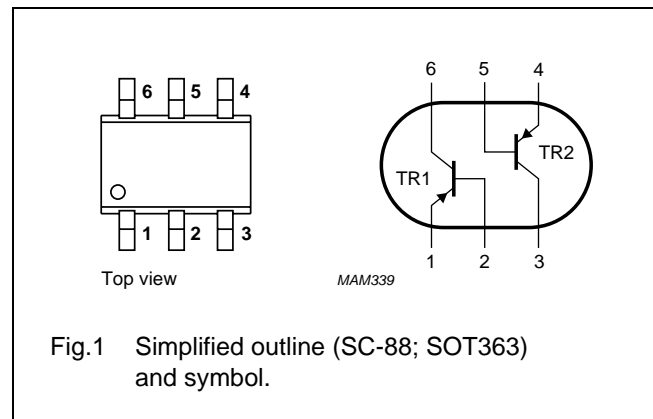 6 5 4
1 2 3
Top view
6 5 4
TR1
TR2
1 2 3
MAM339
Fig.1 Simplified outline (SC-88; SOT363)
and symbol.